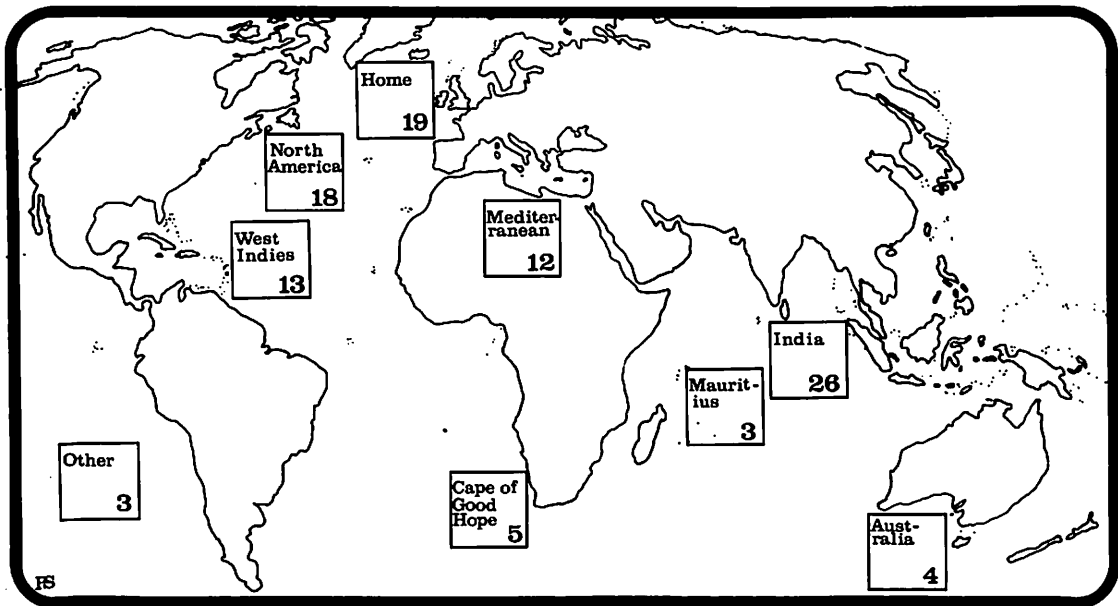 Home
19
North
America
18
West
Indies
13
Mediter-
ranean
12
India
26
Maurit-
ius
3
Other
3
Cape of
Good
Hope
5
Aust-
ralia
4
PS